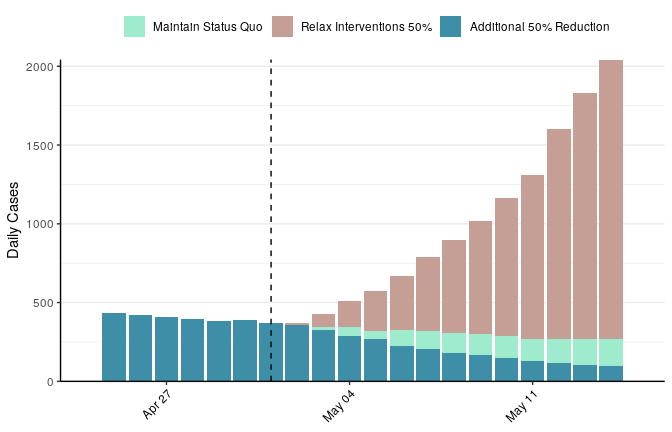 Maintain Status Quo Relax Interventions 50% Additional 50% Reduction
Daily Cases
2000
1500
1000
500
0
Apr 27 May 04 May 11